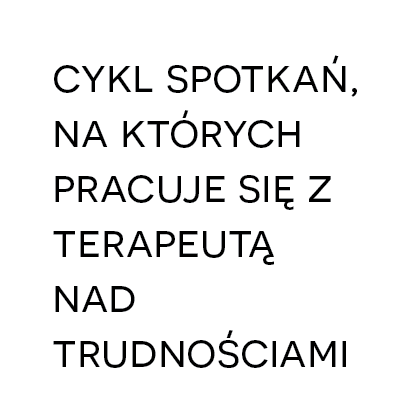 CYKL SPOTKAŃ,
NA KTÓRYCH
PRACUJE SIĘ Z
TERAPEUTĄ
NAD
TRUDNOŚCIAMI